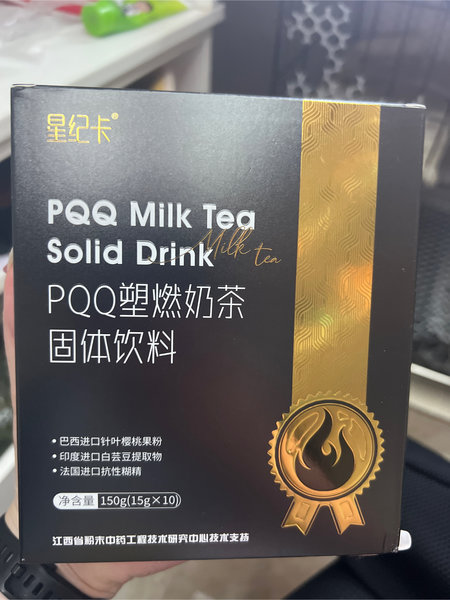 星纪卡®
PQQ Milk Tea
Solid Drink
Milk tea
PQQ塑燃奶茶
固体饮料
•巴西进口针叶樱桃果粉
•印度进口白芸豆提取物
•法国进口抗性糊精
净含量 150g(15g×10)
江西省粉末中药工程技术研究中心技术支持